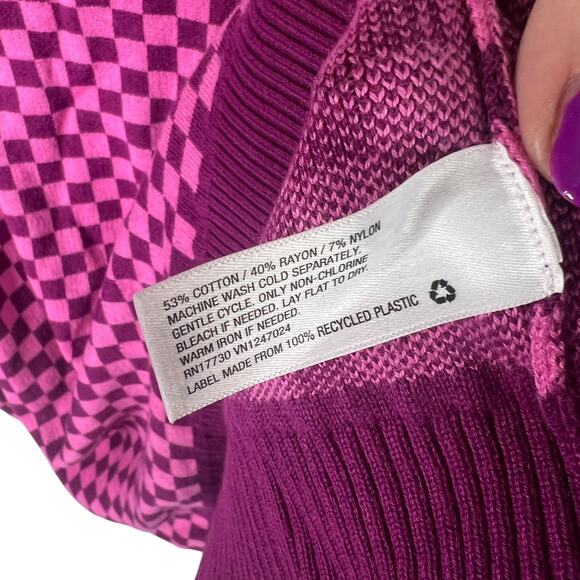 53% COTTON / 40% RAYON / 7% NYLON
MACHINE WASH COLD SEPARATELY.
GENTLE CYCLE. ONLY NON-CHLORINE
BLEACH IF NEEDED. LAY FLAT TO DRY.
WARM IRON IF NEEDED.
RN17730 VN1247024
LABEL MADE FROM 100% RECYCLED PLASTIC